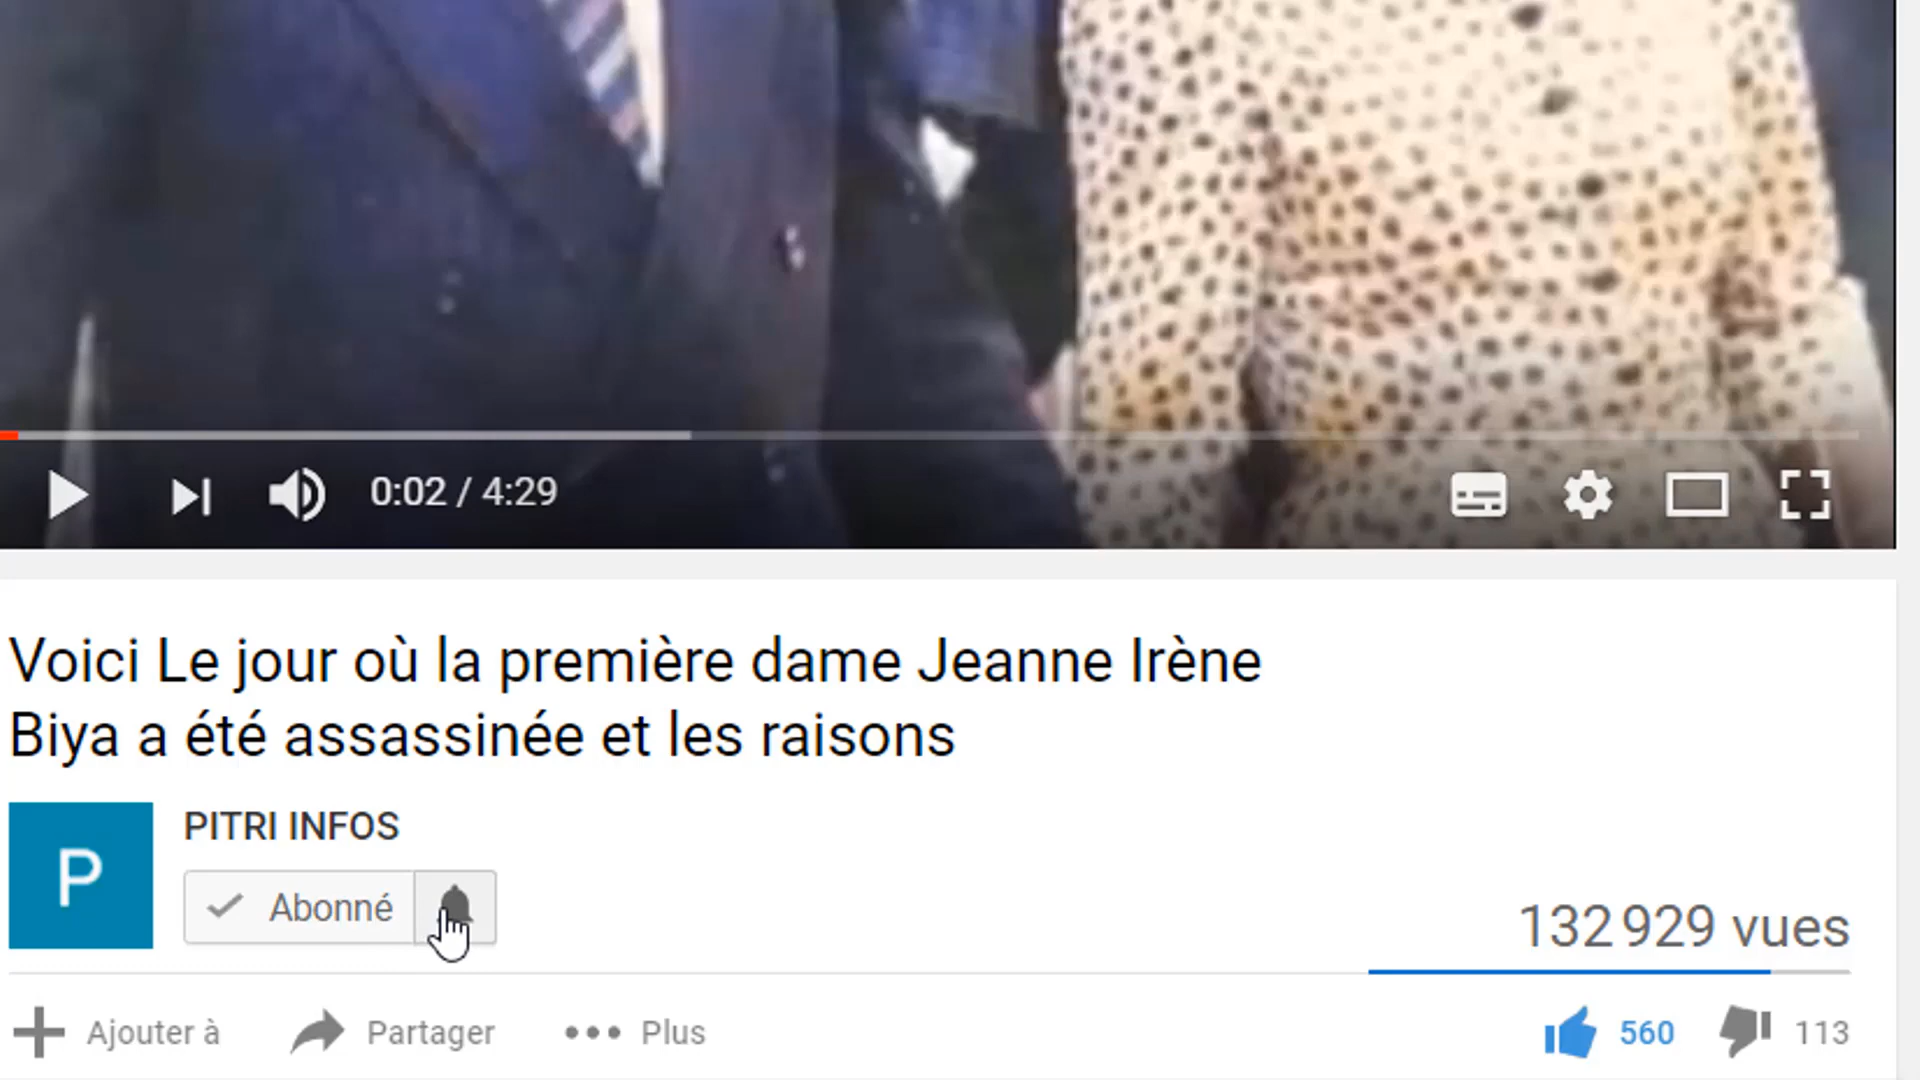 0:02 / 4:29
Voici Le jour où la première dame Jeanne Irène
Biya a été assassinée et les raisons
P
PITRI INFOS
Abonné
132 929 vues
Ajouter à
Partager
Plus
560
113